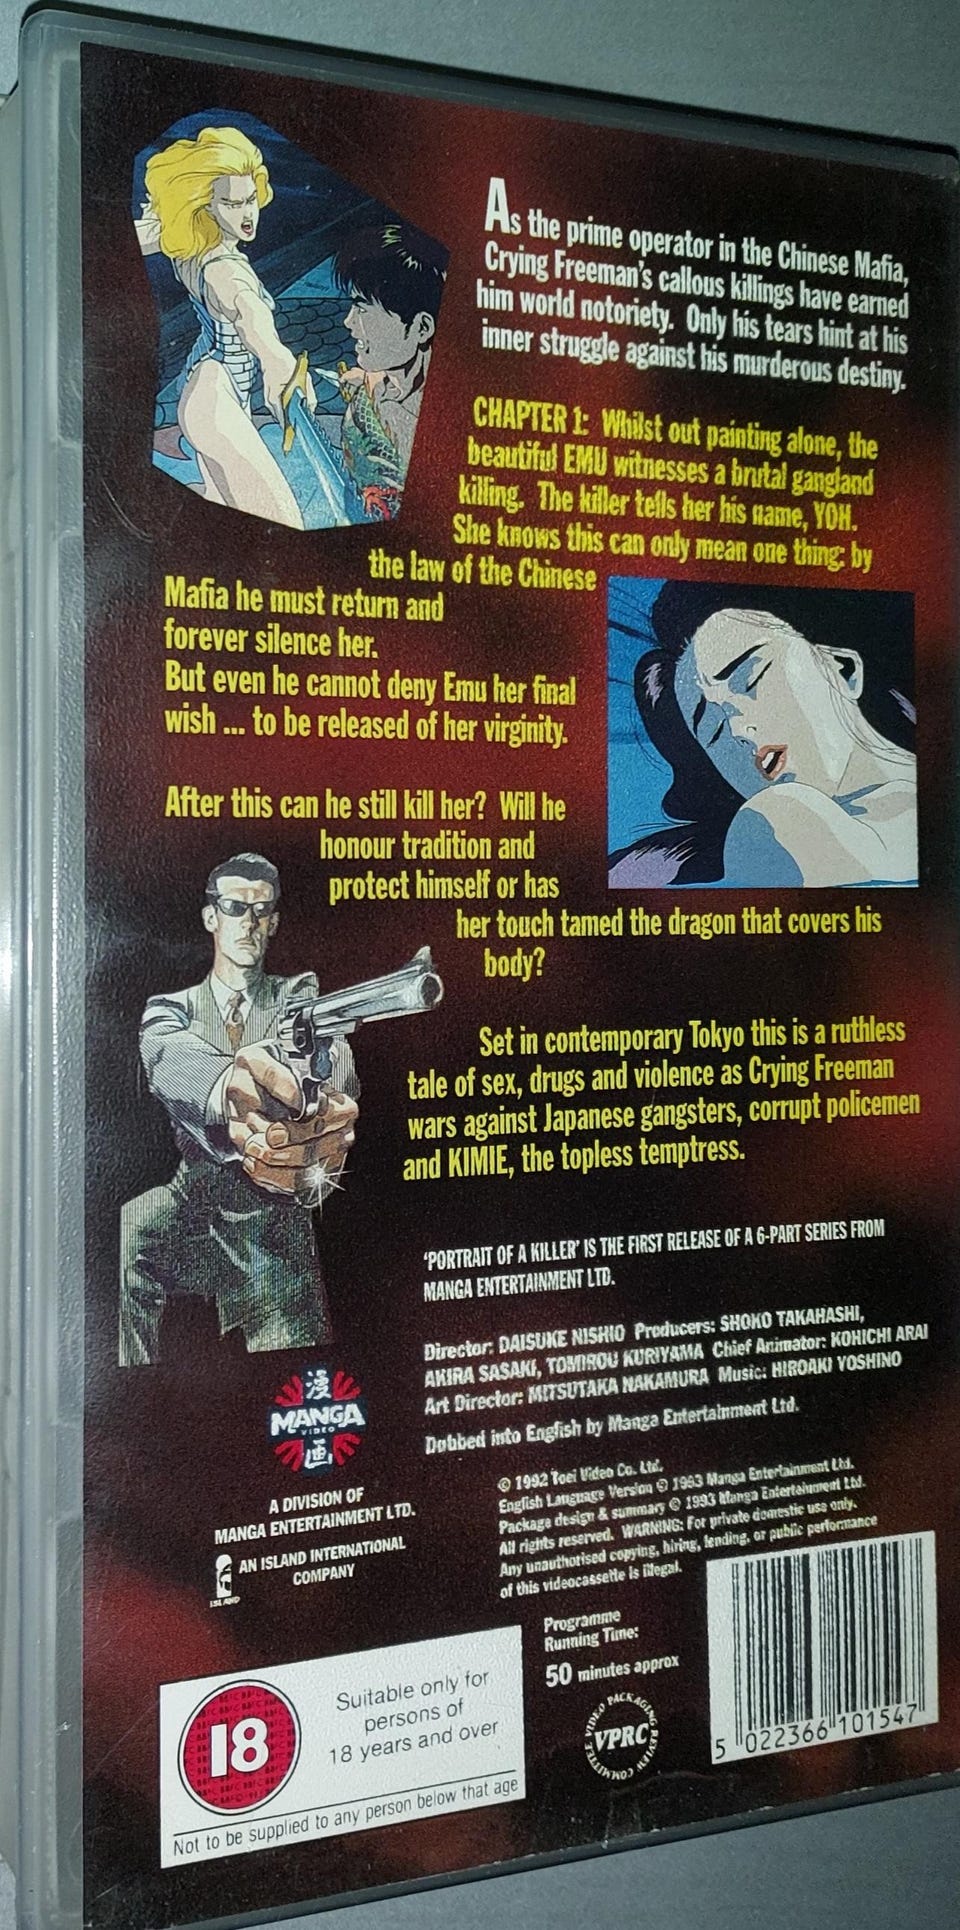 As the prime operator in the Chinese Mafia,
Crying Freeman's callous killings have earned
him world notoriety. Only his tears hint at his
inner struggle against his murderous destiny.
CHAPTER 1: Whilst out painting alone, the
beautiful EMU witnesses a brutal gangland
killing. The killer tells her his name, YOH.
She knows this can only mean one thing: by
the law of the Chinese
Mafia he must return and
forever silence her.
But even he cannot deny Emu her final
wish ... to be released of her virginity.
After this can he still kill her? Will he
honour tradition and
protect himself or has
her touch tamed the dragon that covers his
body?
Set in contemporary Tokyo this is a ruthless
tale of sex, drugs and violence as Crying Freeman
wars against Japanese gangsters, corrupt policemen
and KIMIE, the topless temptress.
'PORTRAIT OF A KILLER' IS THE FIRST RELEASE OF A 6-PART SERIES FROM
MANGA ENTERTAINMENT LTD.
Director: DAISUKE NISHIO Producers: SHOKO TAKAHASHI,
AKIRA SASAKI, TOMIROU KURIYAMA Chief Animator: KOHICHI ARAI
Art Director: MITSUTAKA NAKAMURA Music: HIROAKI YOSHINO
Dubbed into English by Manga Entertainment Ltd.
漫
MANGA
VIDEO
画
A DIVISION OF
MANGA ENTERTAINMENT LTD.
AN ISLAND INTERNATIONAL
COMPANY
ISLAND
© 1992 Toei Video Co. Ltd.
English Language Version © 1993 Manga Entertainment Ltd.
Package design & summary © 1993 Manga Entertainment Ltd.
All rights reserved. WARNING: For private domestic use only.
Any unauthorised copying, hiring, lending, or public performance
of this videocassette is illegal.
Programme
Running Time:
50 minutes approx
VIDEO PACKAGING REVIEW COMMITTEE
VPRC
18
Suitable only for
persons of
18 years and over
Not to be supplied to any person below that age
5 022366 101547